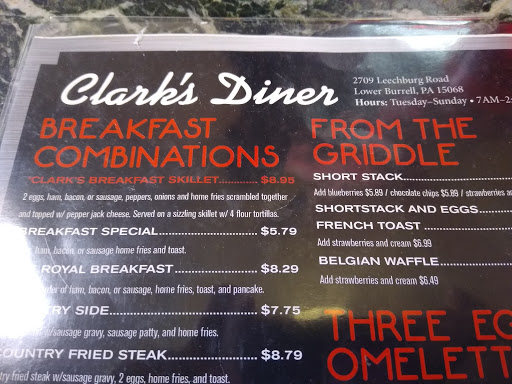 Clark's Diner
2709 Leechburg Road
Lower Burrell, PA 15068
Hours: Tuesday–Sunday • 7AM–2
BREAKFAST
COMBINATIONS
"CLARK'S BREAKFAST SKILLET............ $8.95
2 eggs, ham, bacon, or sausage, peppers, onions and home fries scrambled together
and topped w/ pepper jack cheese. Served on a sizzling skillet w/ 4 flour tortillas.
BREAKFAST SPECIAL.................... $5.79
ham, bacon, or sausage home fries and toast.
ROYAL BREAKFAST ................. $8.29
of ham, bacon, or sausage, home fries, toast, and pancake.
SIDE ............................. $7.75
w/sausage gravy, sausage patty, and home fries.
COUNTRY FRIED STEAK................. $8.79
fried steak w/sausage gravy, 2 eggs, home fries, and toast.
FROM THE
GRIDDLE
SHORT STACK..................
Add blueberries $5.89 / chocolate chips $5.89 / strawberries
SHORTSTACK AND EGGS.......
FRENCH TOAST ................
Add strawberries and cream $6.99
BELGIAN WAFFLE..............
Add strawberries and cream $6.49
THREE
OMELETT